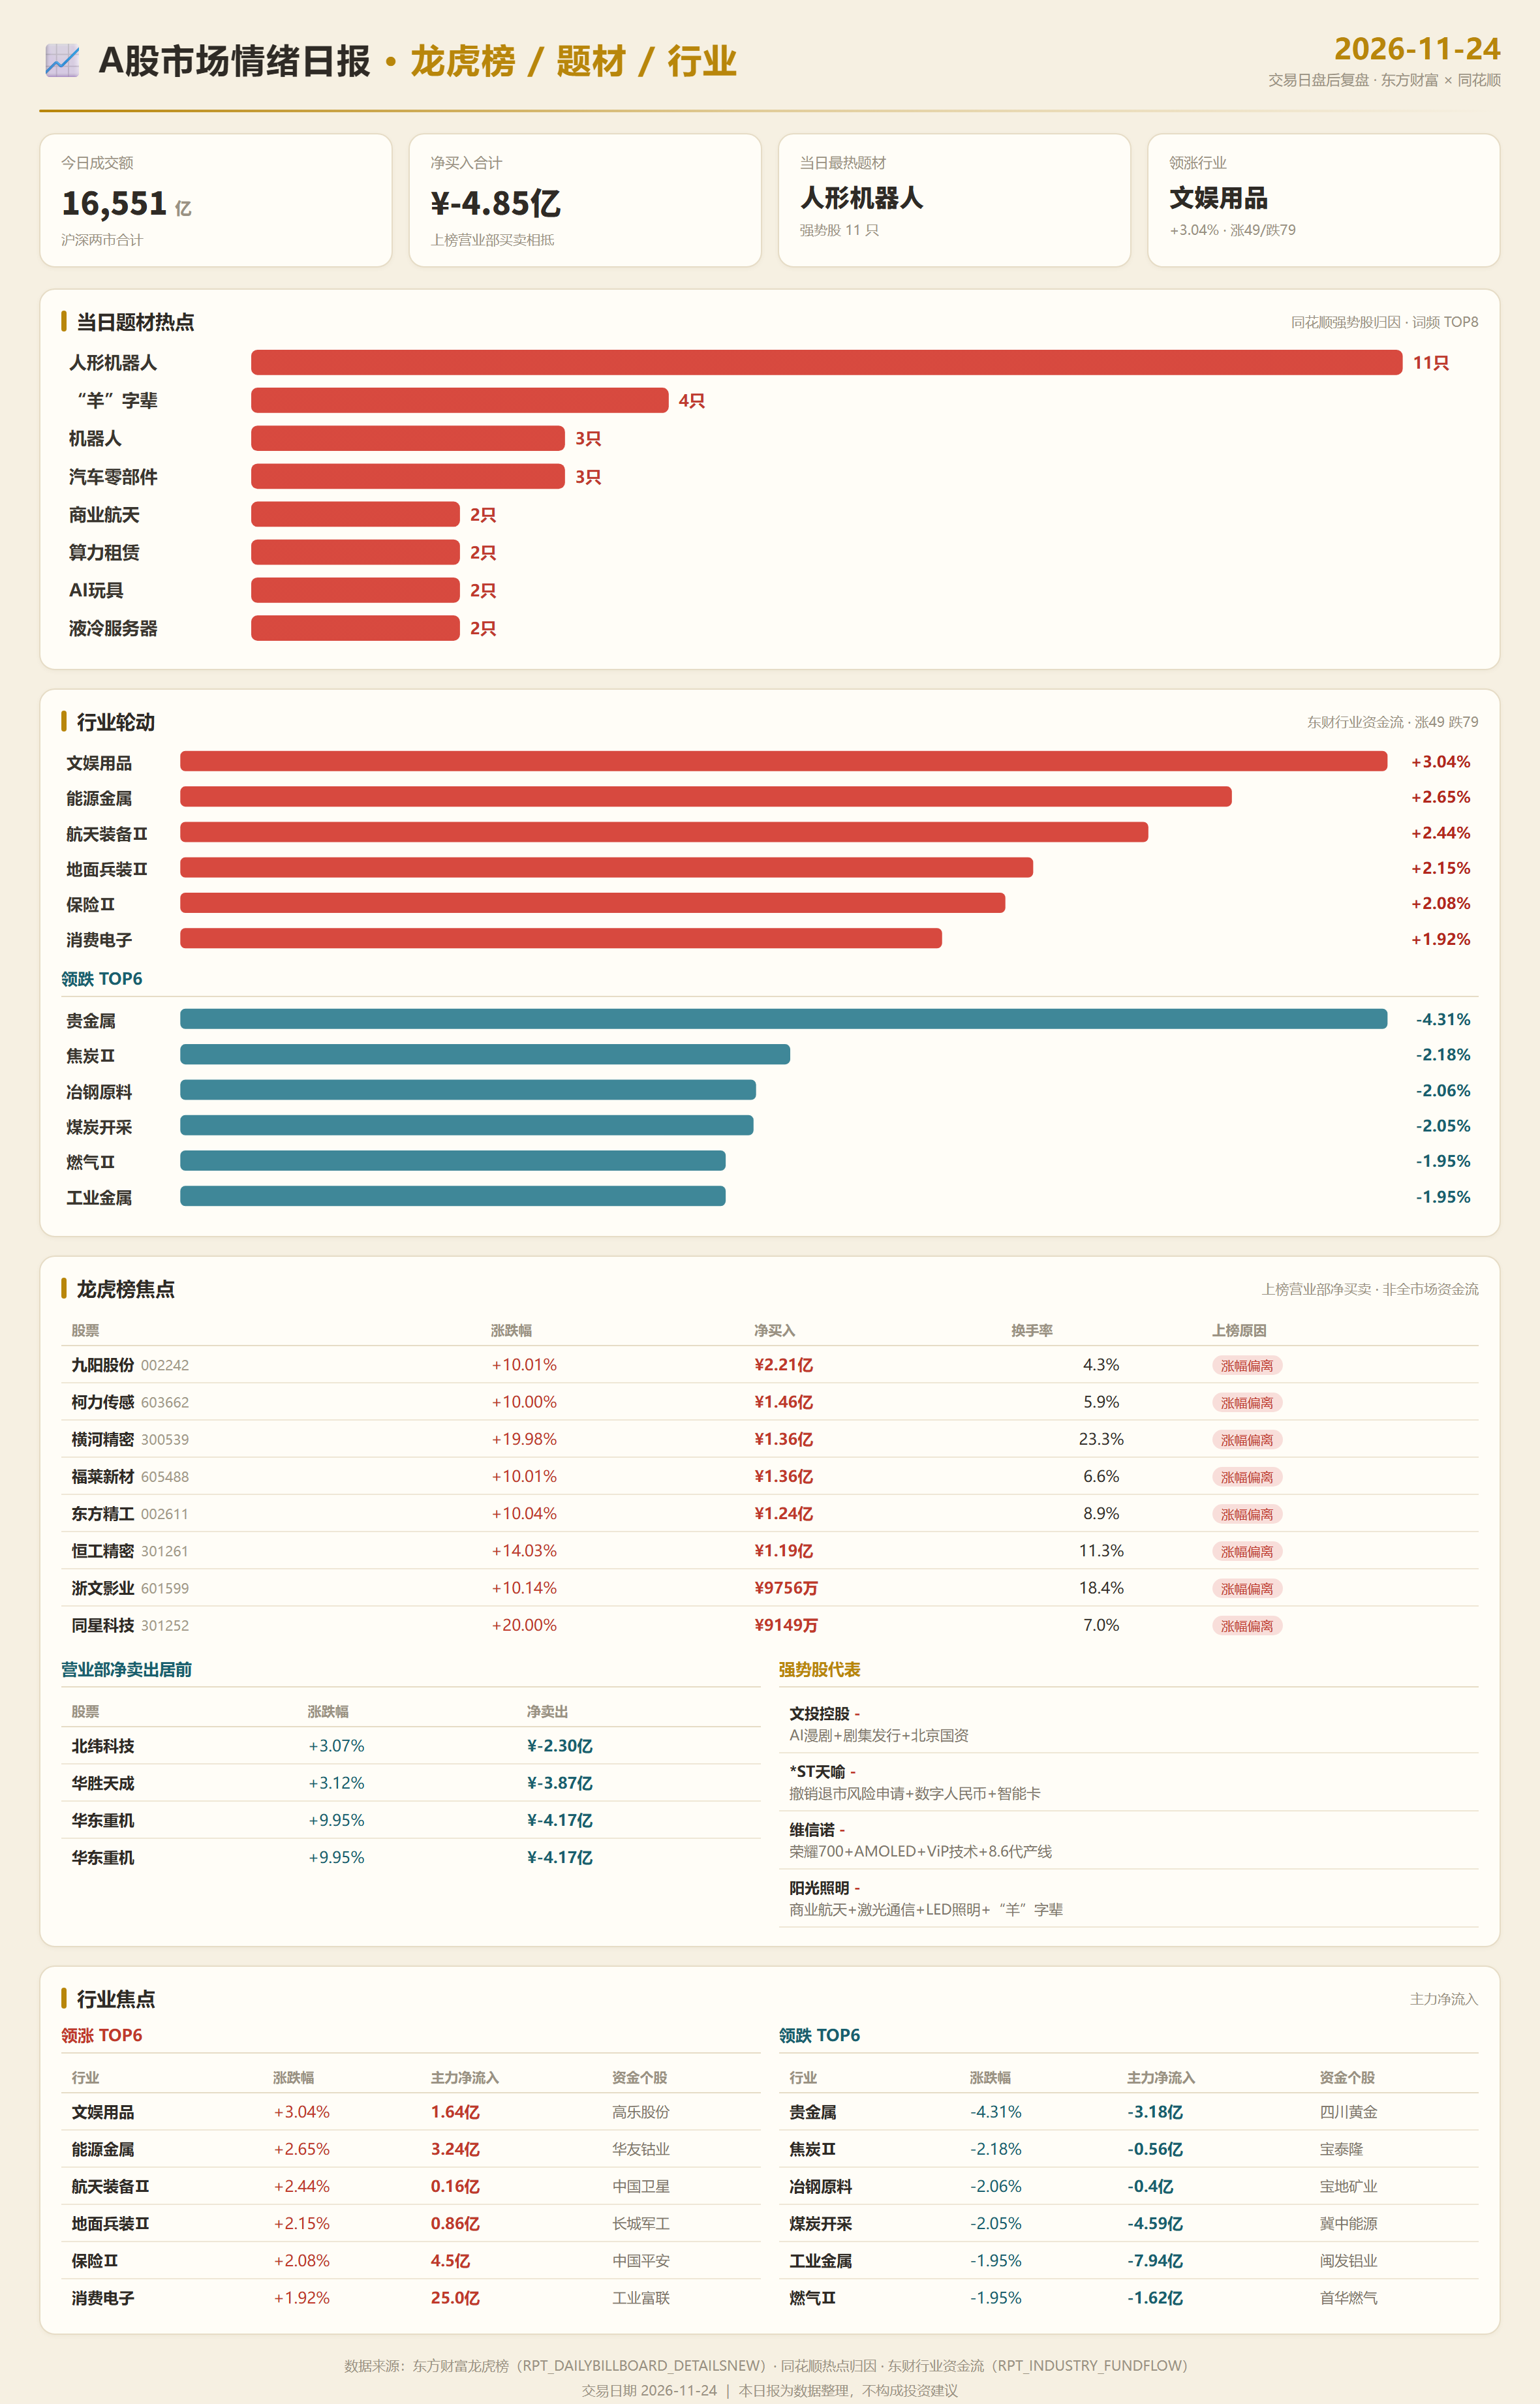 A股市场情绪日报 • 龙虎榜 / 题材 / 行业
2026-11-24
交易日盘后复盘 · 东方财富 × 同花顺
今日成交额
16,551 亿
沪深两市合计
净买入合计
¥-4.85亿
上榜营业部买卖相抵
当日最热题材
人形机器人
强势股 11 只
领涨行业
文娱用品
+3.04% · 涨49/跌79
当日题材热点
同花顺强势股归因 · 词频 TOP8
人形机器人 11只
“羊”字辈 4只
机器人 3只
汽车零部件 3只
商业航天 2只
算力租赁 2只
AI玩具 2只
液冷服务器 2只
行业轮动
东财行业资金流 · 涨49 跌79
文娱用品 +3.04%
能源金属 +2.65%
航天装备Ⅱ +2.44%
地面兵装Ⅱ +2.15%
保险Ⅱ +2.08%
消费电子 +1.92%
领跌 TOP6
贵金属 -4.31%
焦炭Ⅱ -2.18%
冶钢原料 -2.06%
煤炭开采 -2.05%
燃气Ⅱ -1.95%
工业金属 -1.95%
龙虎榜焦点
上榜营业部净买卖 · 非全市场资金流
股票 涨跌幅 净买入 换手率 上榜原因
九阳股份 002242 +10.01% ¥2.21亿 4.3% 涨幅偏离
柯力传感 603662 +10.00% ¥1.46亿 5.9% 涨幅偏离
横河精密 300539 +19.98% ¥1.36亿 23.3% 涨幅偏离
福莱新材 605488 +10.01% ¥1.36亿 6.6% 涨幅偏离
东方精工 002611 +10.04% ¥1.24亿 8.9% 涨幅偏离
恒工精密 301261 +14.03% ¥1.19亿 11.3% 涨幅偏离
浙文影业 601599 +10.14% ¥9756万 18.4% 涨幅偏离
同星科技 301252 +20.00% ¥9149万 7.0% 涨幅偏离
营业部净卖出居前
股票 涨跌幅 净卖出
北纬科技 +3.07% ¥-2.30亿
华胜天成 +3.12% ¥-3.87亿
华东重机 +9.95% ¥-4.17亿
华东重机 +9.95% ¥-4.17亿
强势股代表
文投控股 -
AI漫剧+剧集发行+北京国资
*ST天喻 -
撤销退市风险申请+数字人民币+智能卡
维信诺 -
荣耀700+AMOLED+ViP技术+8.6代产线
阳光照明 -
商业航天+激光通信+LED照明+“羊”字辈
行业焦点
主力净流入
领涨 TOP6
行业 涨跌幅 主力净流入 资金个股
文娱用品 +3.04% 1.64亿 高乐股份
能源金属 +2.65% 3.24亿 华友钴业
航天装备Ⅱ +2.44% 0.16亿 中国卫星
地面兵装Ⅱ +2.15% 0.86亿 长城军工
保险Ⅱ +2.08% 4.5亿 中国平安
消费电子 +1.92% 25.0亿 工业富联
领跌 TOP6
行业 涨跌幅 主力净流入 资金个股
贵金属 -4.31% -3.18亿 四川黄金
焦炭Ⅱ -2.18% -0.56亿 宝泰隆
冶钢原料 -2.06% -0.4亿 宝地矿业
煤炭开采 -2.05% -4.59亿 冀中能源
工业金属 -1.95% -7.94亿 闽发铝业
燃气Ⅱ -1.95% -1.62亿 首华燃气
数据来源：东方财富龙虎榜（RPT_DAILYBILLBOARD_DETAILSNEW）· 同花顺热点归因 · 东财行业资金流（RPT_INDUSTRY_FUNDFLOW）
交易日期 2026-11-24 | 本日报为数据整理，不构成投资建议